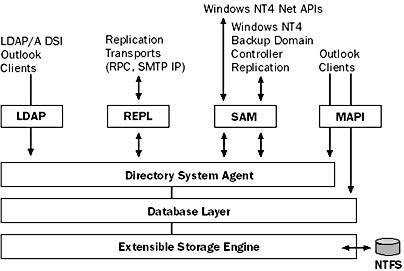 Windows NT4 Net APIs
LDAP/A DSI
Outlook
Clients
Replication
Transports
(RPC, SMTP IP)
Windows NT4
Backup Domain
Controller
Replication
Outlook
Clients
LDAP
REPL
SAM
MAPI
Directory System Agent
Database Layer
Extensible Storage Engine
NTFS